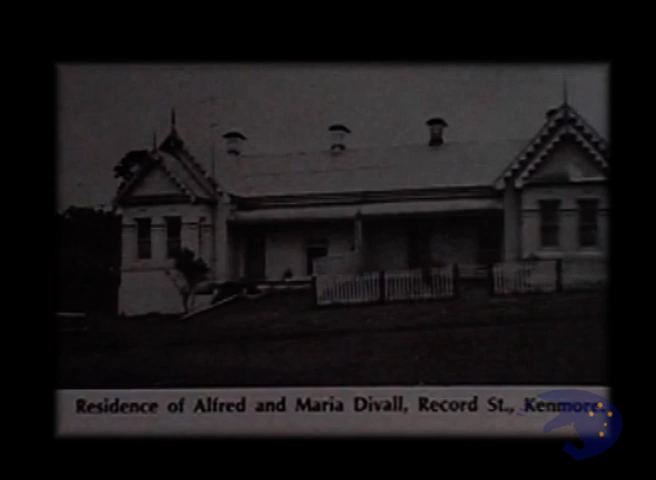 Residence of Alfred and Maria Divall, Record St., Kenmore.